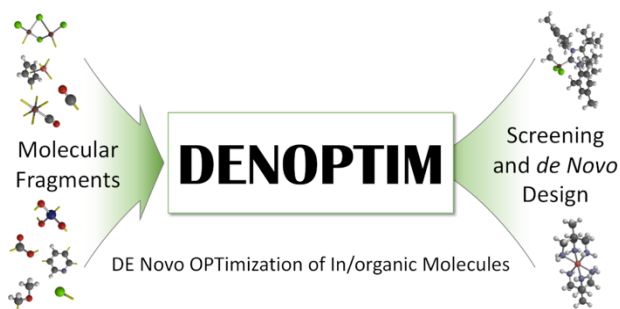 Molecular
Fragments
DENOPTIM
Screening
and de Novo
Design
DE Novo OPTimization of In/organic Molecules